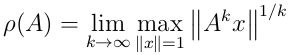 ρ(A) = lim_{k→∞} max_{‖x‖=1} ‖A^k x‖^{1/k}